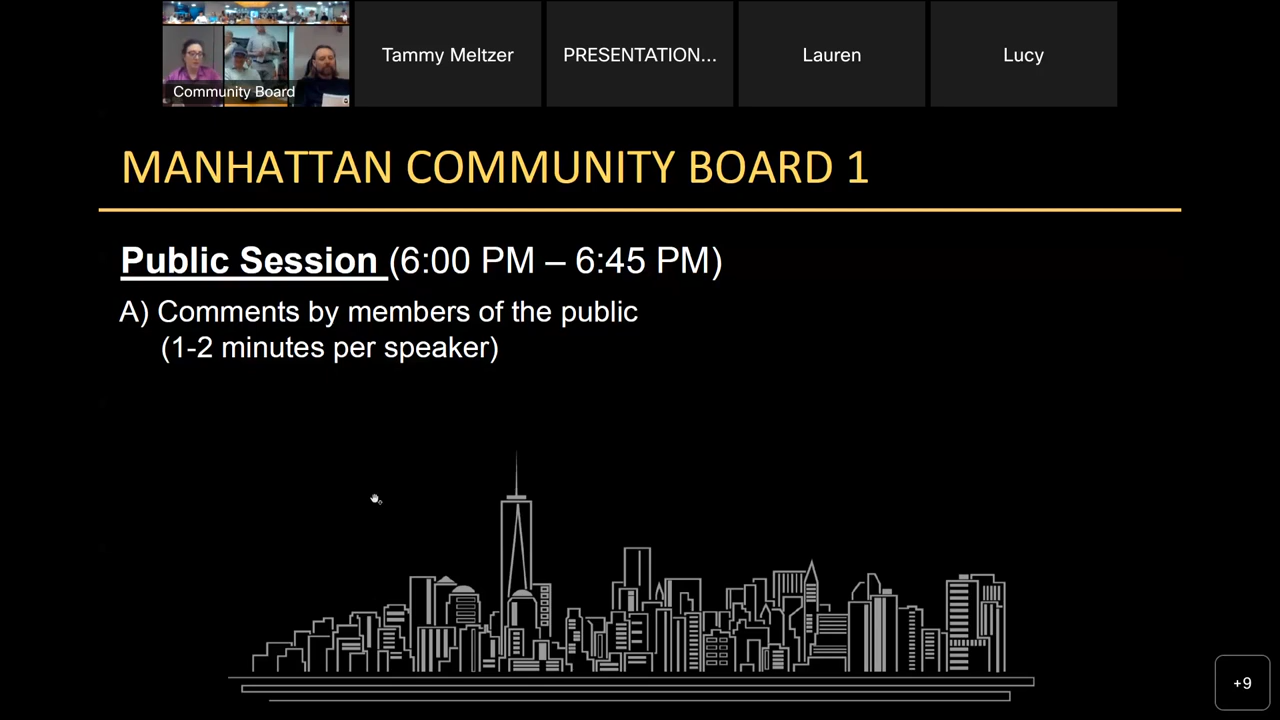 Community Board
Tammy Meltzer
PRESENTATION...
Lauren
Lucy
MANHATTAN COMMUNITY BOARD 1
Public Session (6:00 PM – 6:45 PM)
A) Comments by members of the public
(1-2 minutes per speaker)
+9